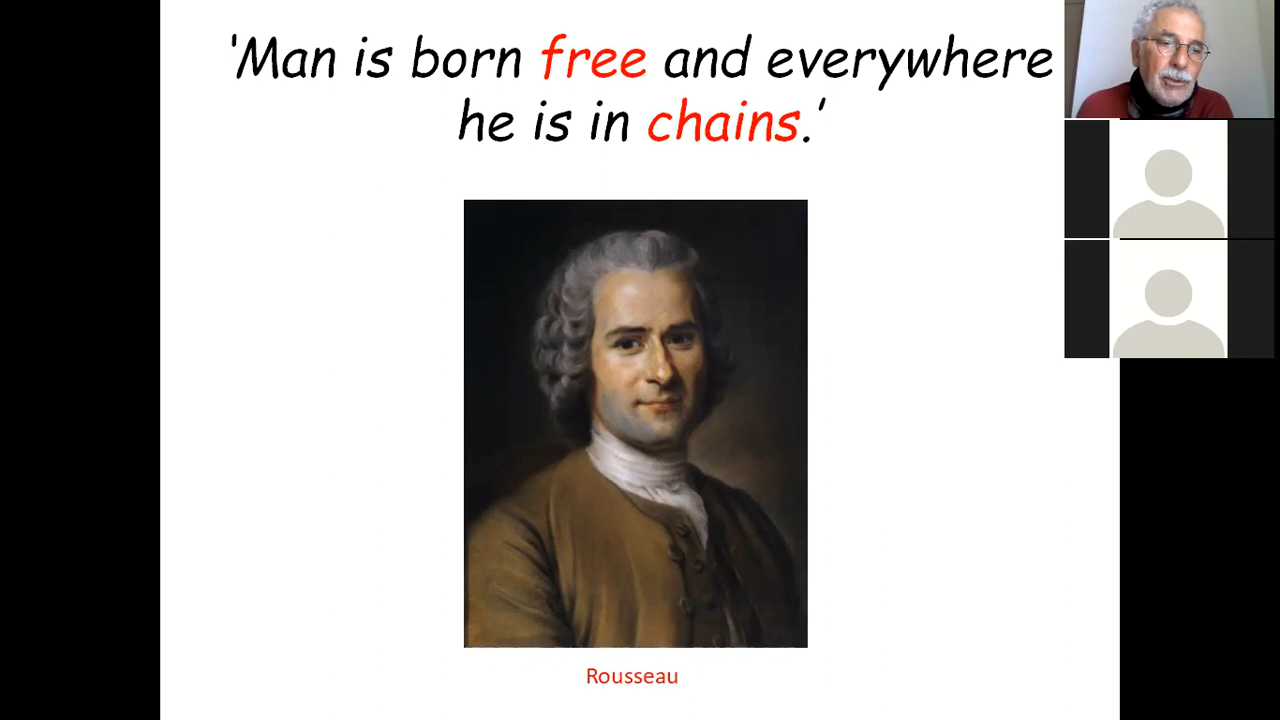 ‘Man is born free and everywhere
he is in chains.’
Rousseau